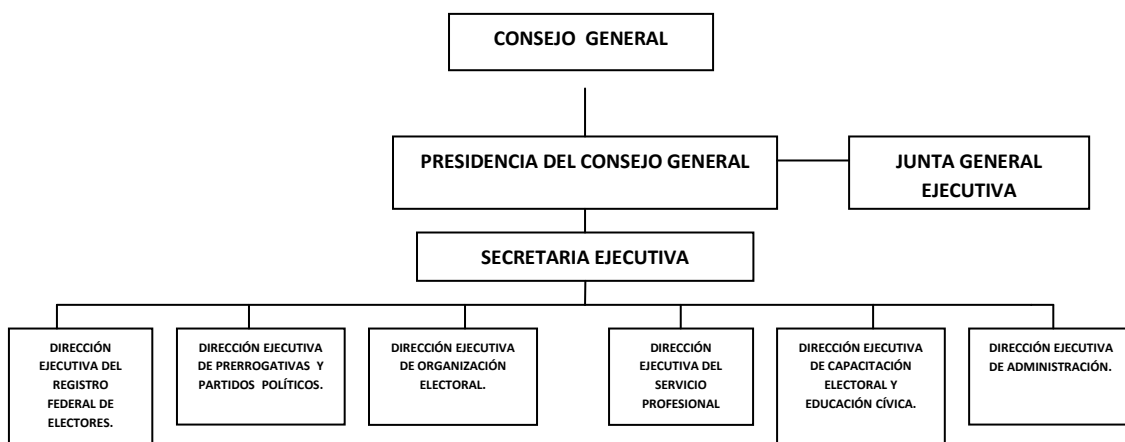 CONSEJO GENERAL
PRESIDENCIA DEL CONSEJO GENERAL
JUNTA GENERAL
EJECUTIVA
SECRETARIA EJECUTIVA
DIRECCIÓN
EJECUTIVA DEL
REGISTRO
FEDERAL DE
ELECTORES.
DIRECCIÓN EJECUTIVA
DE PRERROGATIVAS Y
PARTIDOS POLÍTICOS.
DIRECCIÓN EJECUTIVA
DE ORGANIZACIÓN
ELECTORAL.
DIRECCIÓN
EJECUTIVA DEL
SERVICIO
PROFESIONAL
DIRECCIÓN EJECUTIVA
DE CAPACITACIÓN
ELECTORAL Y
EDUCACIÓN CÍVICA.
DIRECCIÓN EJECUTIVA
DE ADMINISTRACIÓN.